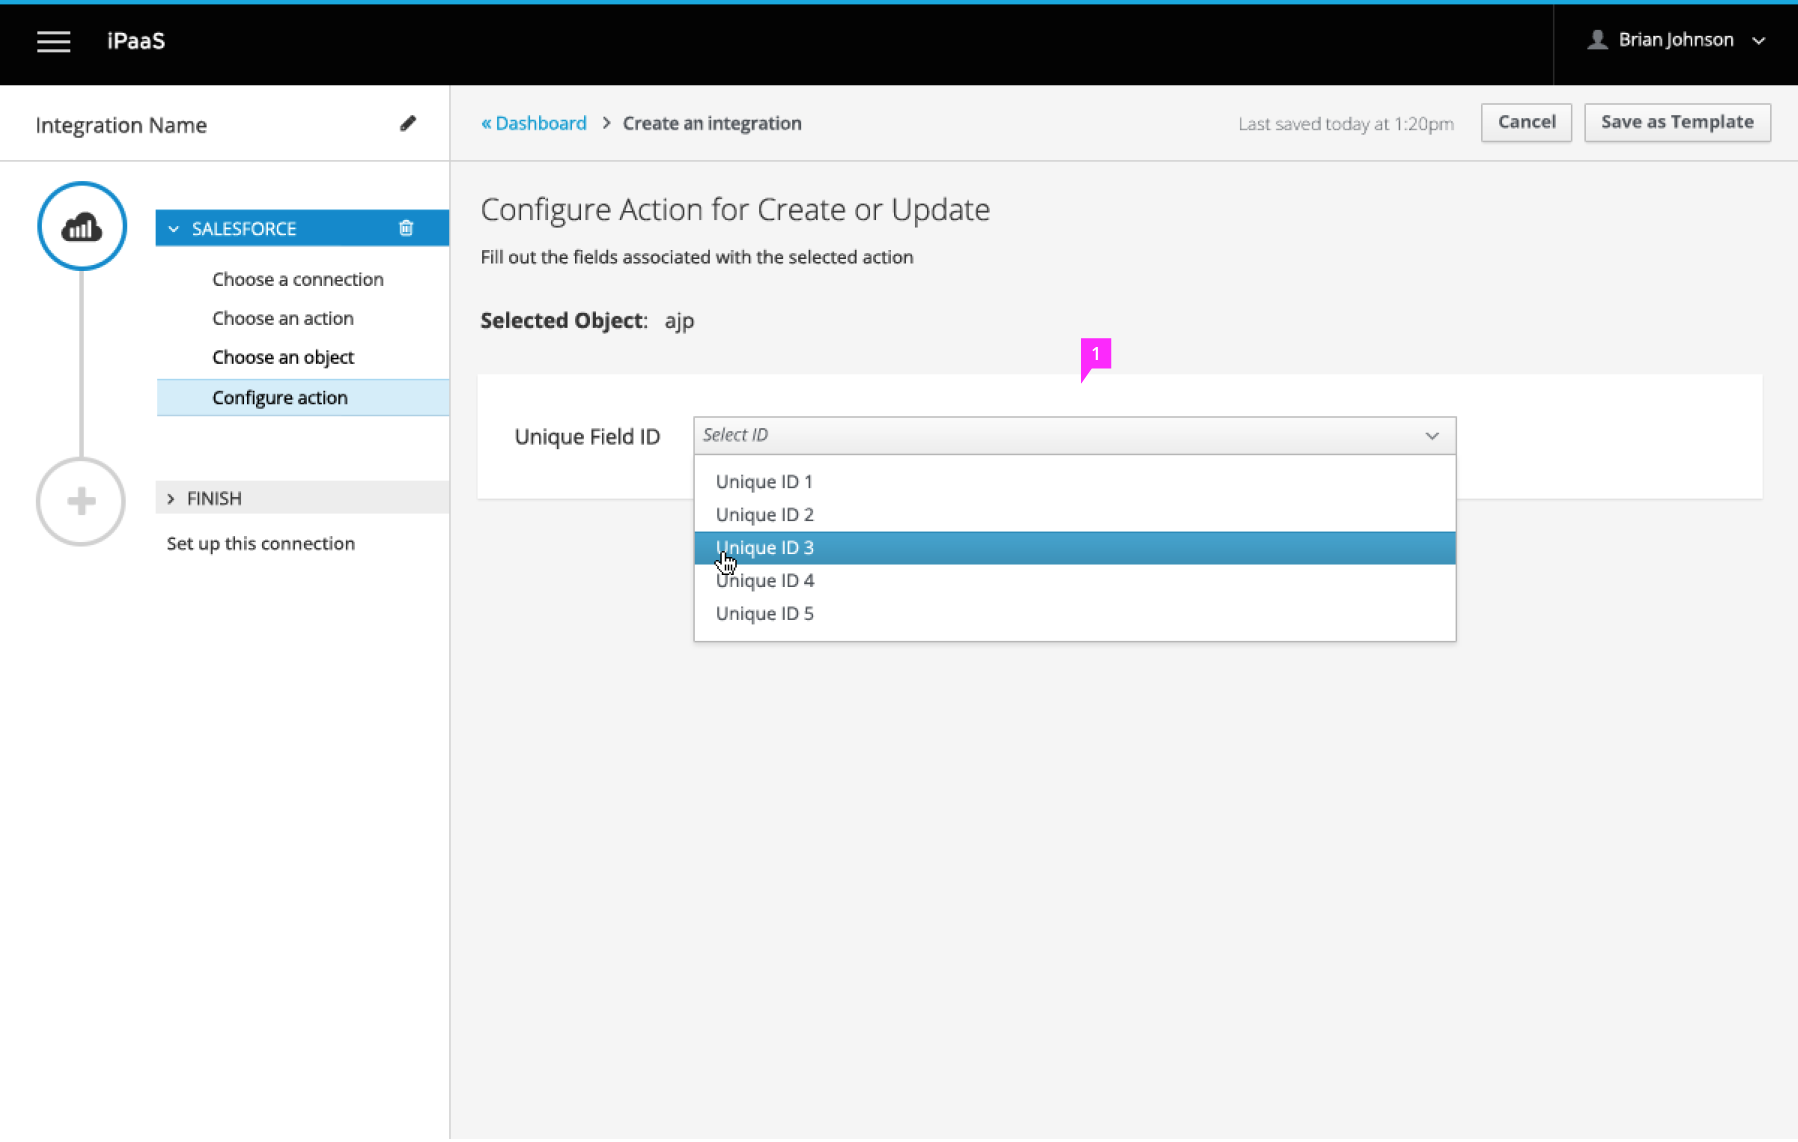 iPaaS
Brian Johnson
Integration Name
« Dashboard > Create an integration
Last saved today at 1:20pm
Cancel
Save as Template
SALESFORCE
Choose a connection
Choose an action
Choose an object
Configure action
FINISH
Set up this connection
Configure Action for Create or Update
Fill out the fields associated with the selected action
Selected Object: ajp
1
Unique Field ID
Select ID
Unique ID 1
Unique ID 2
Unique ID 3
Unique ID 4
Unique ID 5